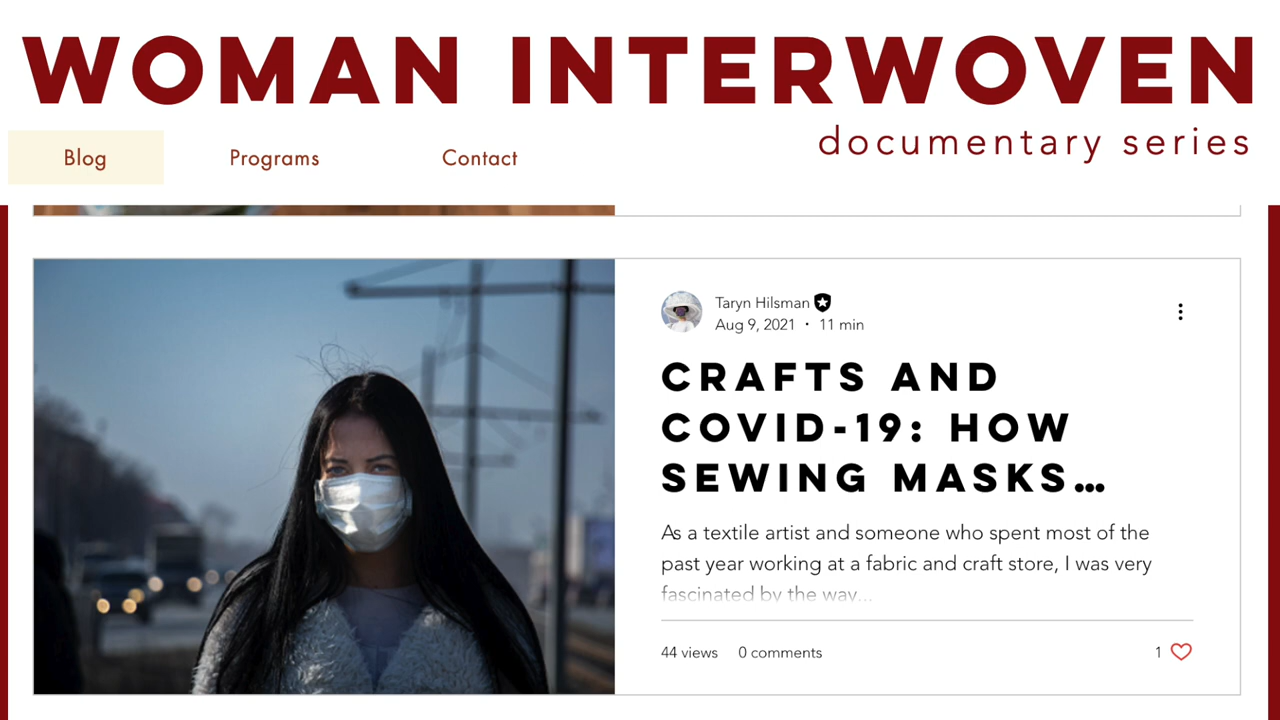 WOMAN INTERWOVEN
documentary series
Blog Programs Contact
Taryn Hilsman
Aug 9, 2021 · 11 min
CRAFTS AND
COVID-19: HOW
SEWING MASKS…
As a textile artist and someone who spent most of the
past year working at a fabric and craft store, I was very
fascinated by the way...
44 views 0 comments 1